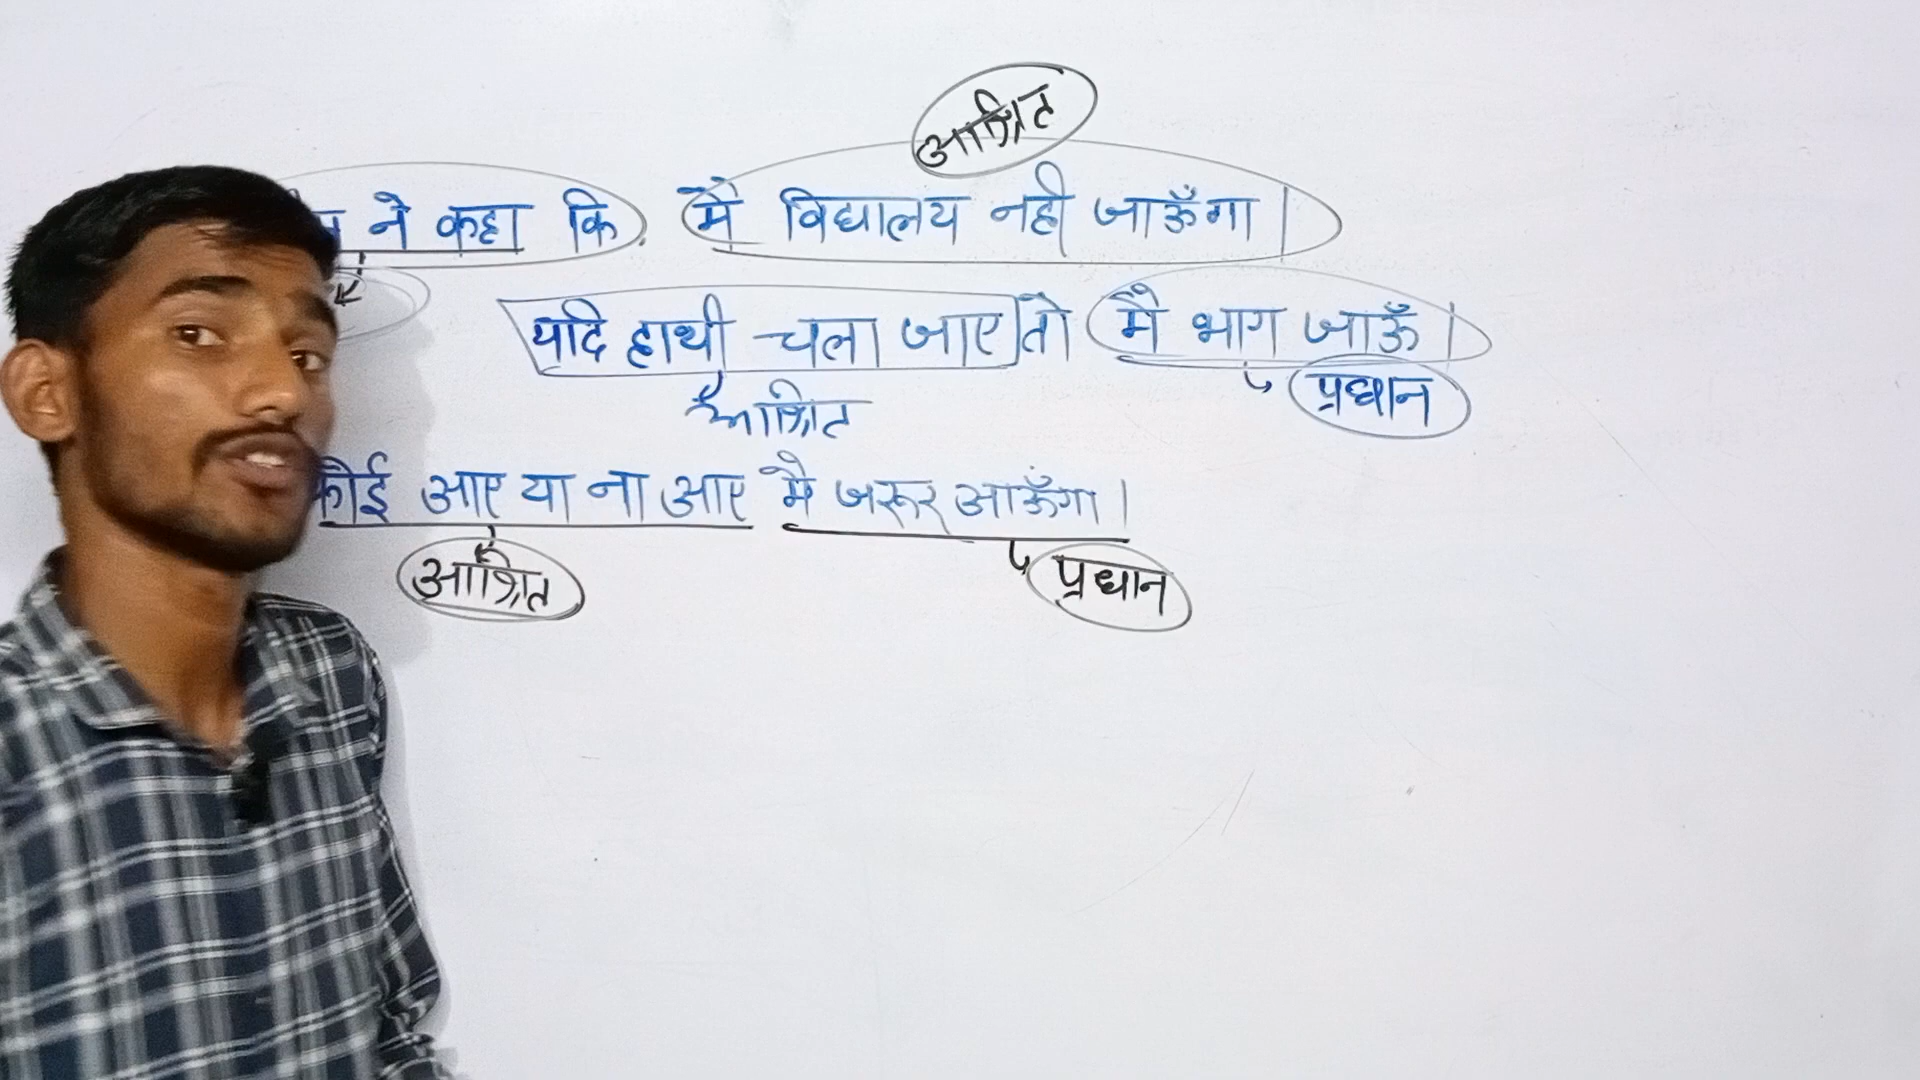 आश्रित
ने कहा कि मै विद्यालय नही जाऊँगा।
यदि हाथी चला जाए तो मै भाग जाऊँ।
प्रधान
आश्रित
कोई आए या ना आए मै जरूर आऊँगा।
आश्रित
प्रधान